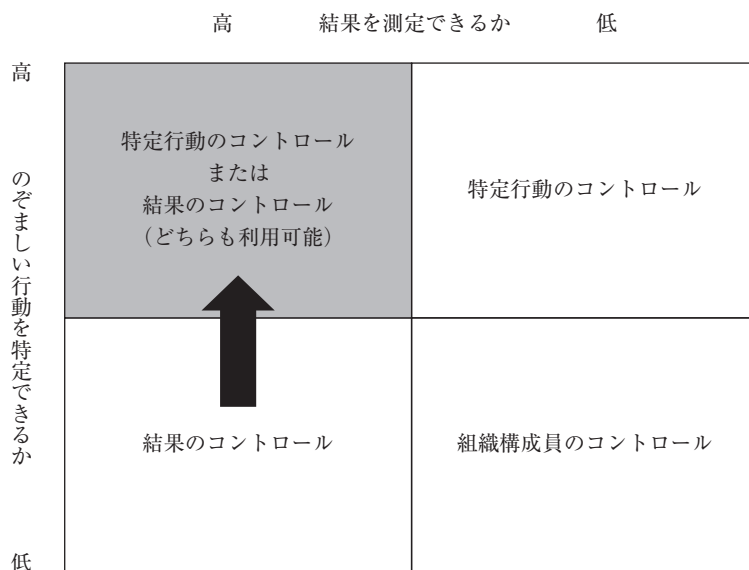 高 結果を測定できるか 低
高
のぞましい行動を特定できるか
低
特定行動のコントロール
または
結果のコントロール
（どちらも利用可能）
特定行動のコントロール
結果のコントロール
組織構成員のコントロール